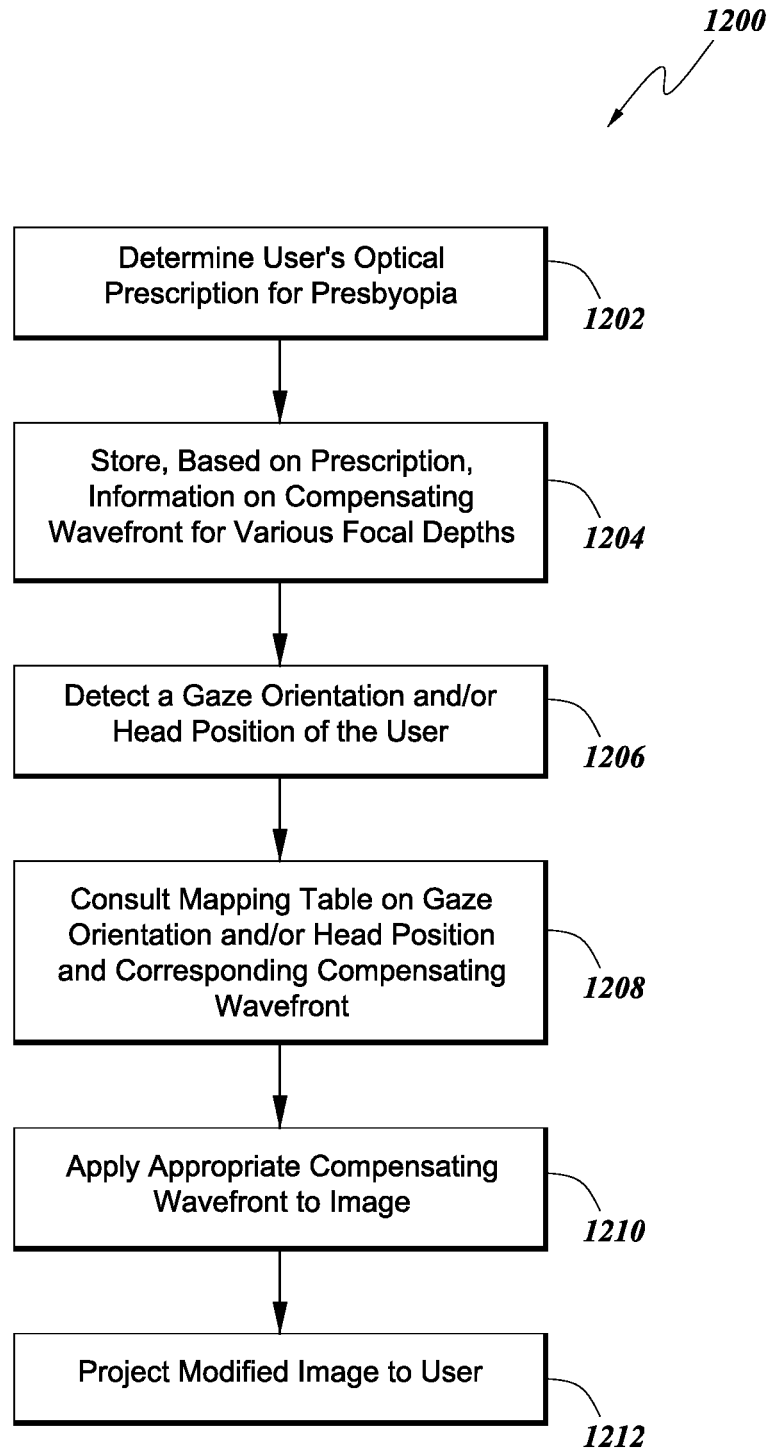 1200
Determine User's Optical
Prescription for Presbyopia
1202
Store, Based on Prescription,
Information on Compensating
Wavefront for Various Focal Depths
1204
Detect a Gaze Orientation and/or
Head Position of the User
1206
Consult Mapping Table on Gaze
Orientation and/or Head Position
and Corresponding Compensating
Wavefront
1208
Apply Appropriate Compensating
Wavefront to Image
1210
Project Modified Image to User
1212